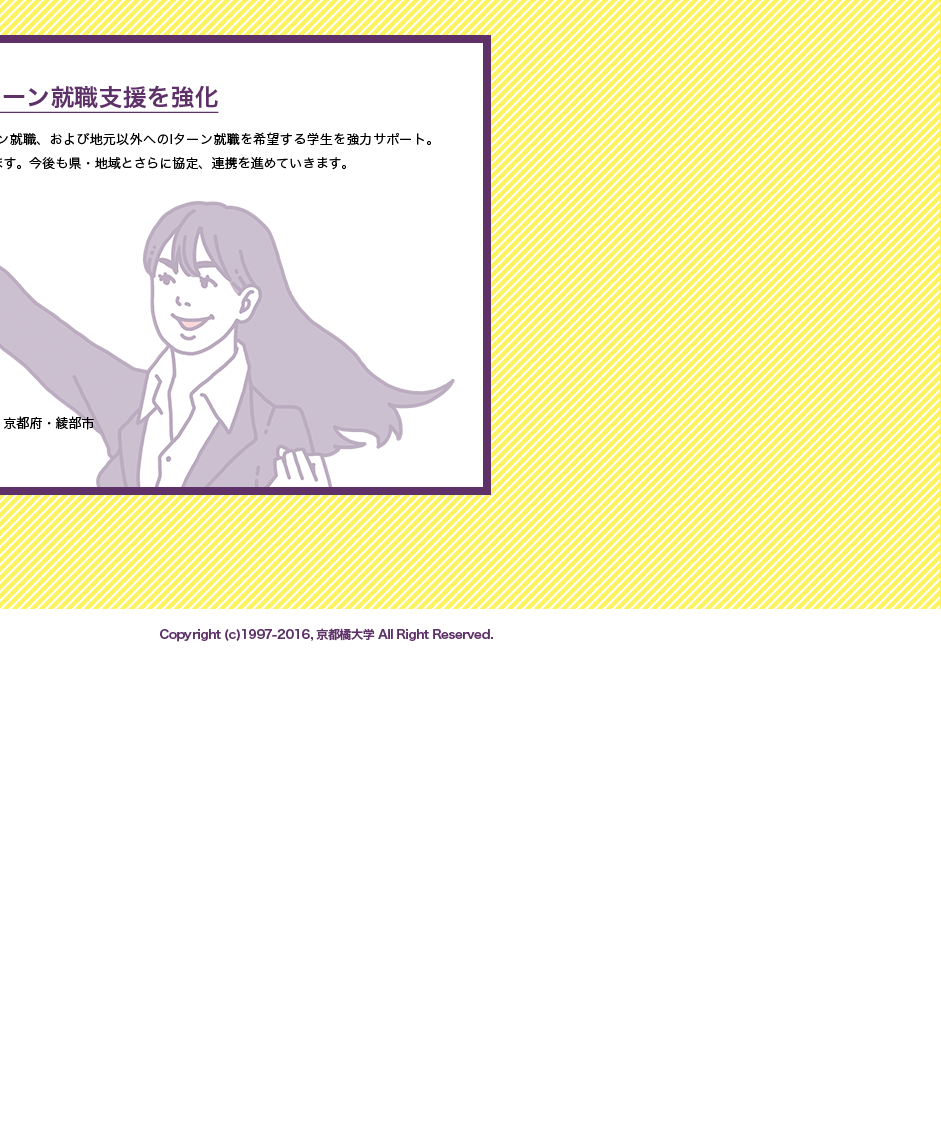 ーン就職支援を強化
ン就職、および地元以外へのIターン就職を希望する学生を強力サポート。
ます。今後も県・地域とさらに協定、連携を進めていきます。
京都府・綾部市
Copyright (c)1997-2016, 京都橘大学 All Right Reserved.